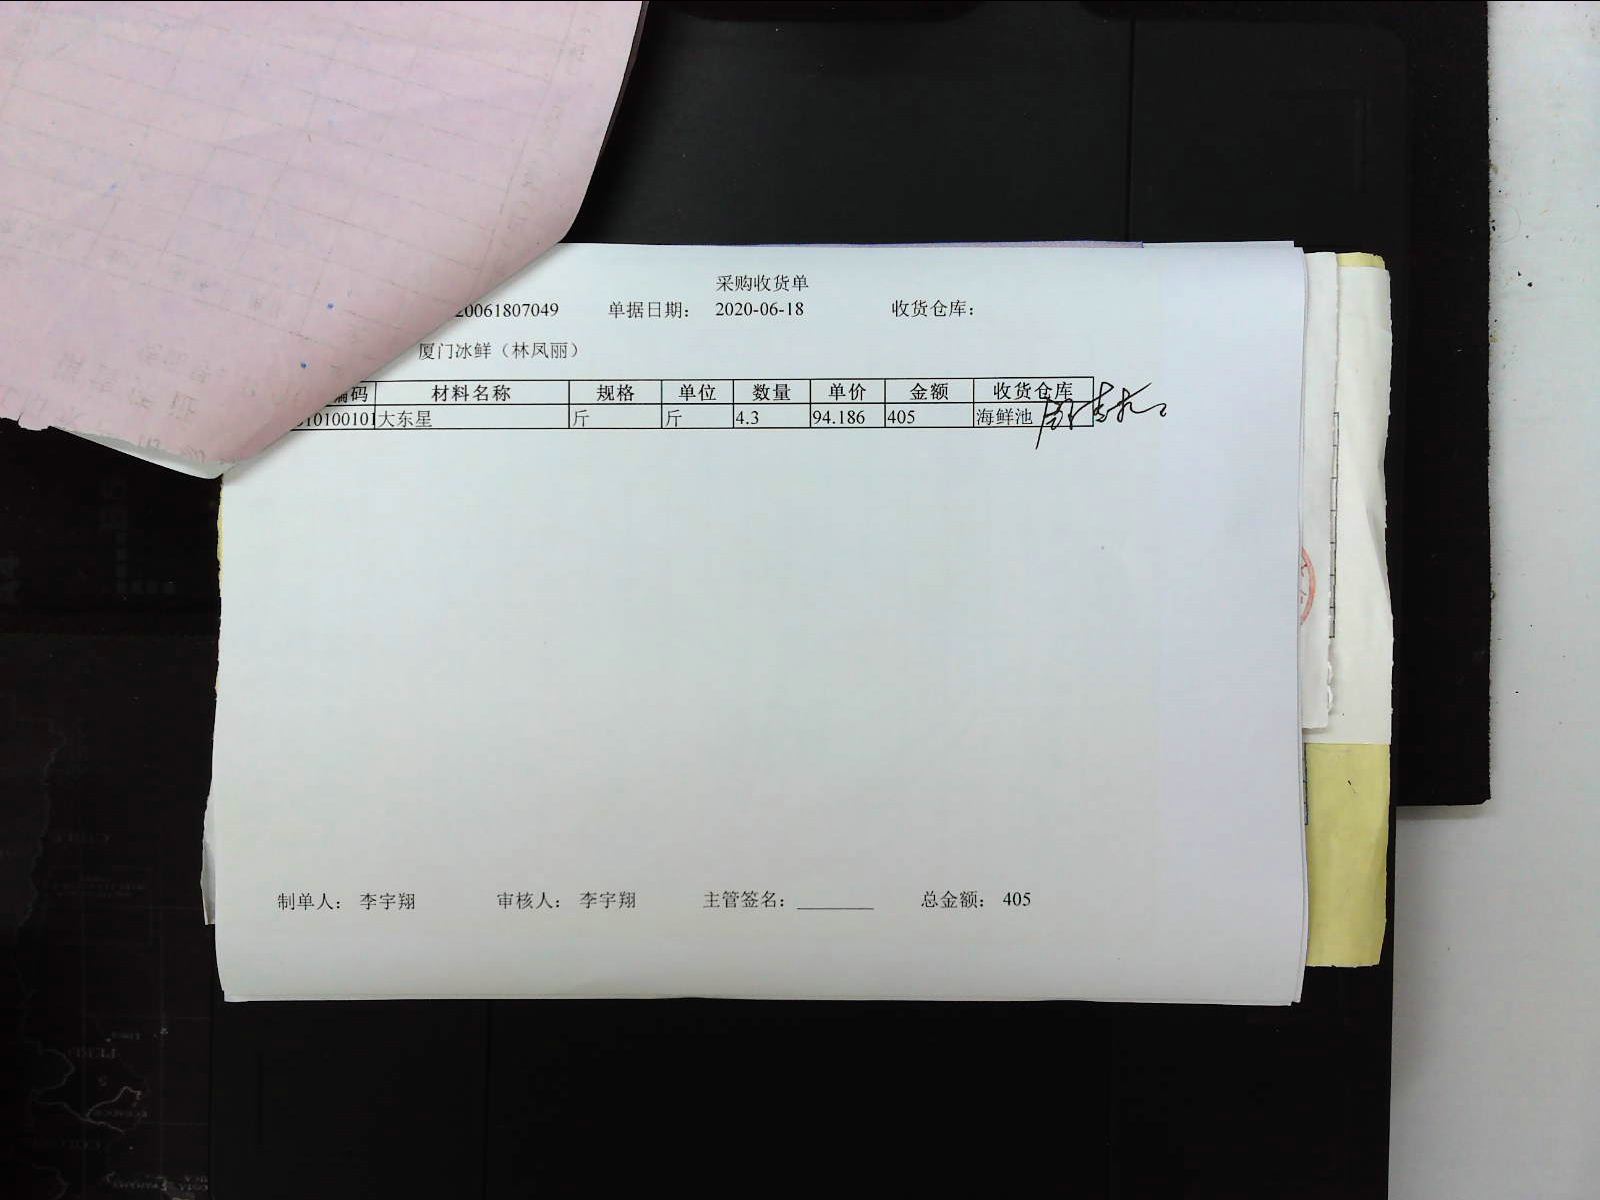 采购收货单
20061807049 单据日期： 2020-06-18 收货仓库：
厦门冰鲜（林凤丽）
编码 材料名称 规格 单位 数量 单价 金额 收货仓库
10100101 大东星 斤 斤 4.3 94.186 405 海鲜池
制单人： 李宇翔 审核人： 李宇翔 主管签名：________ 总金额： 405